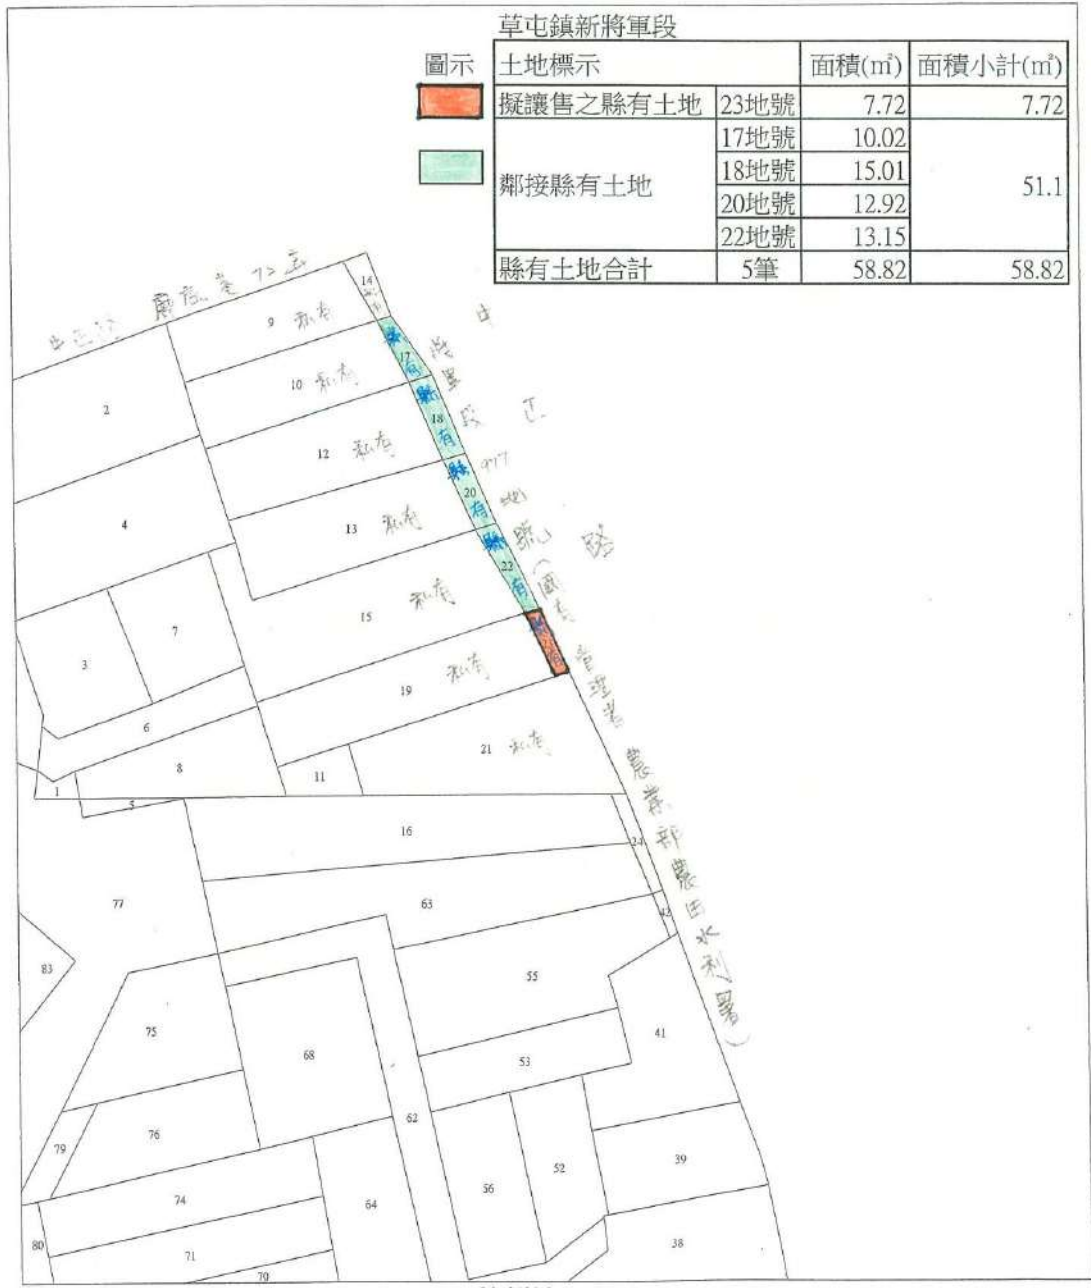 草屯鎮新將軍段
圖示
土地標示 面積(㎡) 面積小計(㎡)
擬讓售之縣有土地 23地號 7.72 7.72
鄰接縣有土地 17地號 10.02 51.1
18地號 15.01
20地號 12.92
22地號 13.15
縣有土地合計 5筆 58.82 58.82
14
9 私有
縣有 17
10 私有
2
縣有 18
12 私有
縣有 20
4
13 私有
縣有 22
15 私有
縣有
7
3
19 私有
6
21 私有
8
11
1
5
16
24
77
63
42
83
55
75
41
68
53
62
76
79
52
39
56
74
64
80
38
71
70
中正路
段 977 地號(國有 管理者 農業部農田水利署)